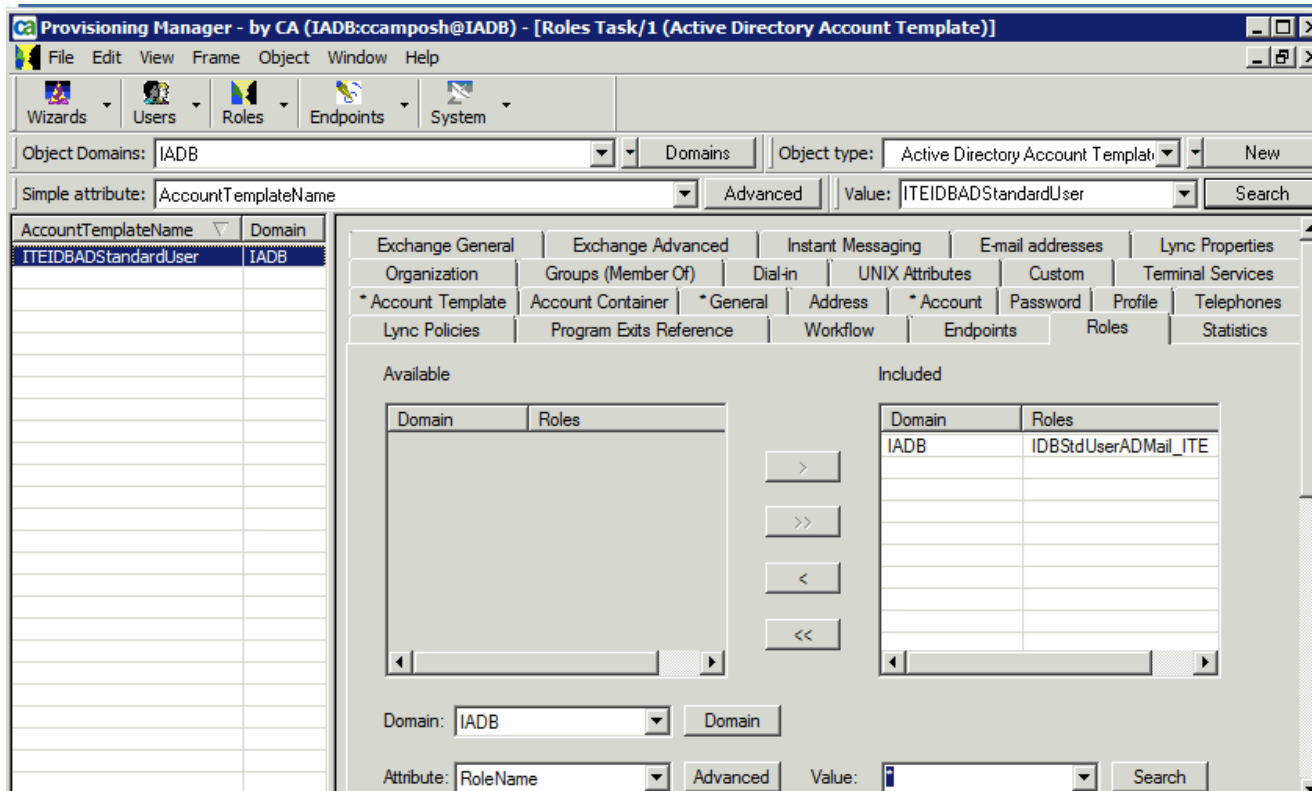 Provisioning Manager - by CA (IADB:ccamposh@IADB) - [Roles Task/1 (Active Directory Account Template)]
File Edit View Frame Object Window Help
Wizards Users Roles Endpoints System
Object Domains: IADB Domains Object type: Active Directory Account Templat New
Simple attribute: AccountTemplateName Advanced Value: ITEIDBADStandardUser Search
AccountTemplateName Domain
ITEIDBADStandardUser IADB
Exchange General Exchange Advanced Instant Messaging E-mail addresses Lync Properties
Organization Groups (Member Of) Dial-in UNIX Attributes Custom Terminal Services
* Account Template Account Container * General Address * Account Password Profile Telephones
Lync Policies Program Exits Reference Workflow Endpoints Roles Statistics
Available Included
Domain Roles Domain Roles
IADB IDBStdUserADMail_ITE
>
>>
<
<<
Domain: IADB Domain
Attribute: RoleName Advanced Value: * Search